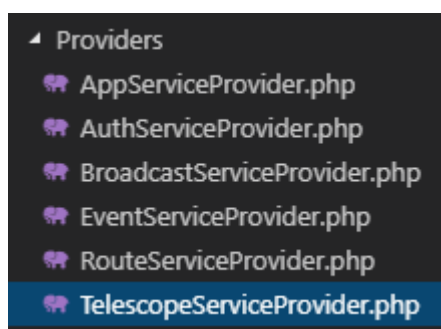 Providers
AppServiceProvider.php
AuthServiceProvider.php
BroadcastServiceProvider.php
EventServiceProvider.php
RouteServiceProvider.php
TelescopeServiceProvider.php